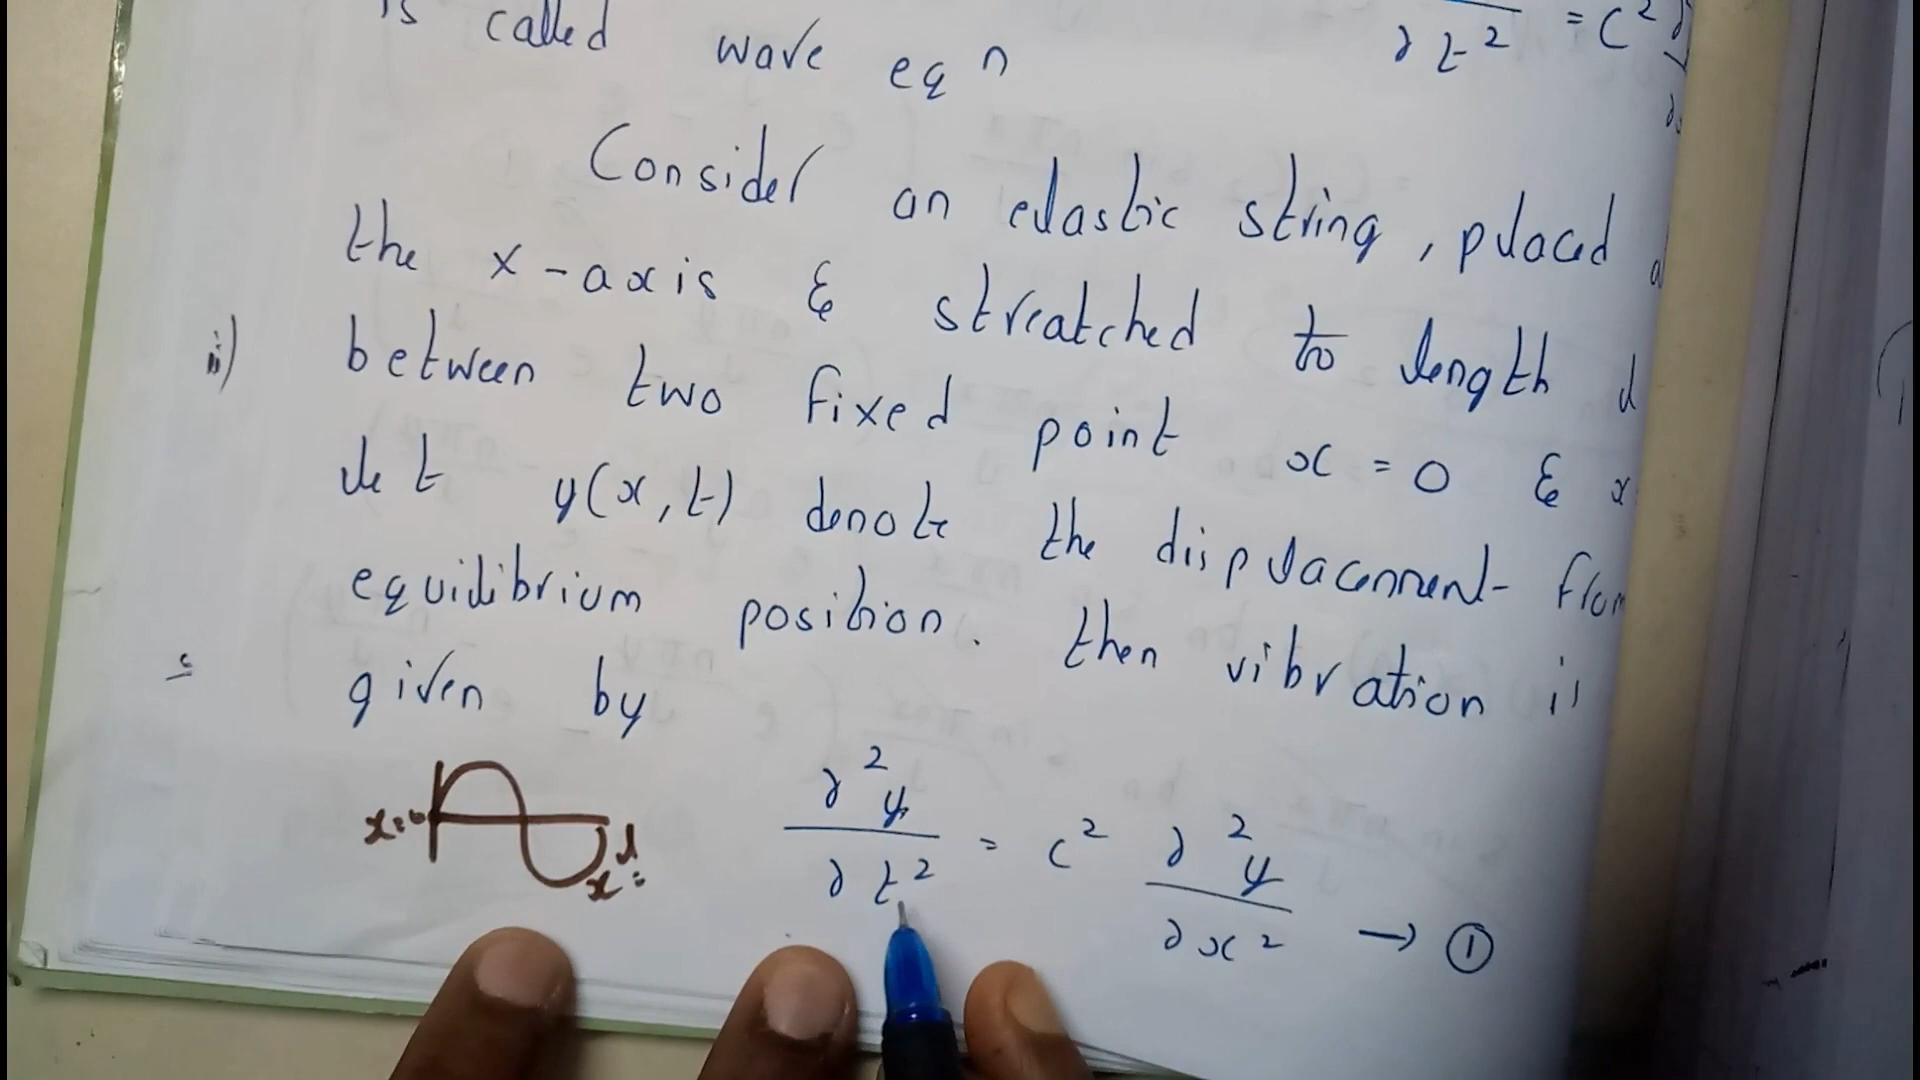 is called wave eqn
∂t² = c²
Consider an elastic string, placed
the x-axis & streatched to length l
ii) between two fixed point x = 0 & x
let y(x,t) denote the displacement from
equilibrium position. then vibration is
given by
x=0
l
x=
∂²y/∂t² = c² ∂²y/∂x² → ①